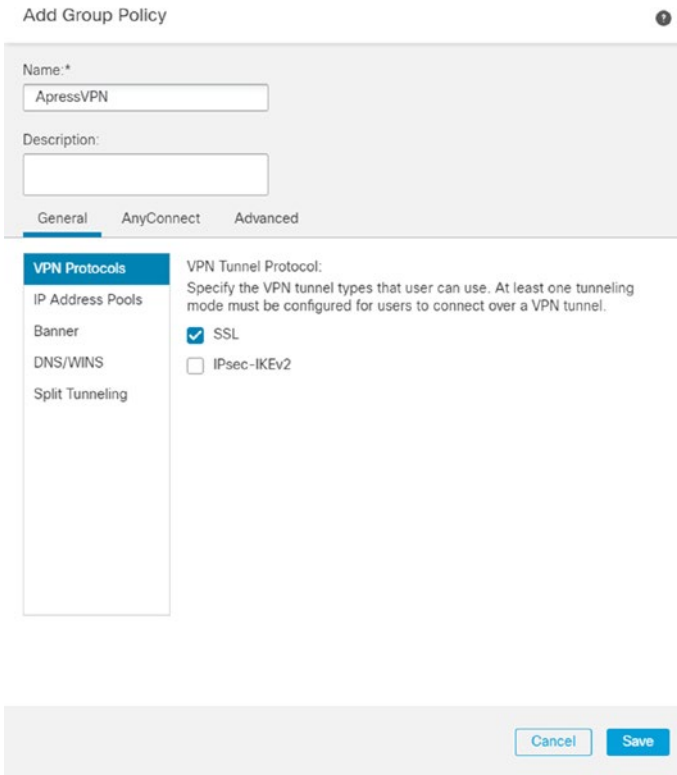 Add Group Policy
?
Name:*
ApressVPN
Description:
General AnyConnect Advanced
VPN Protocols
IP Address Pools
Banner
DNS/WINS
Split Tunneling
VPN Tunnel Protocol:
Specify the VPN tunnel types that user can use. At least one tunneling
mode must be configured for users to connect over a VPN tunnel.
SSL
IPsec-IKEv2
Cancel Save